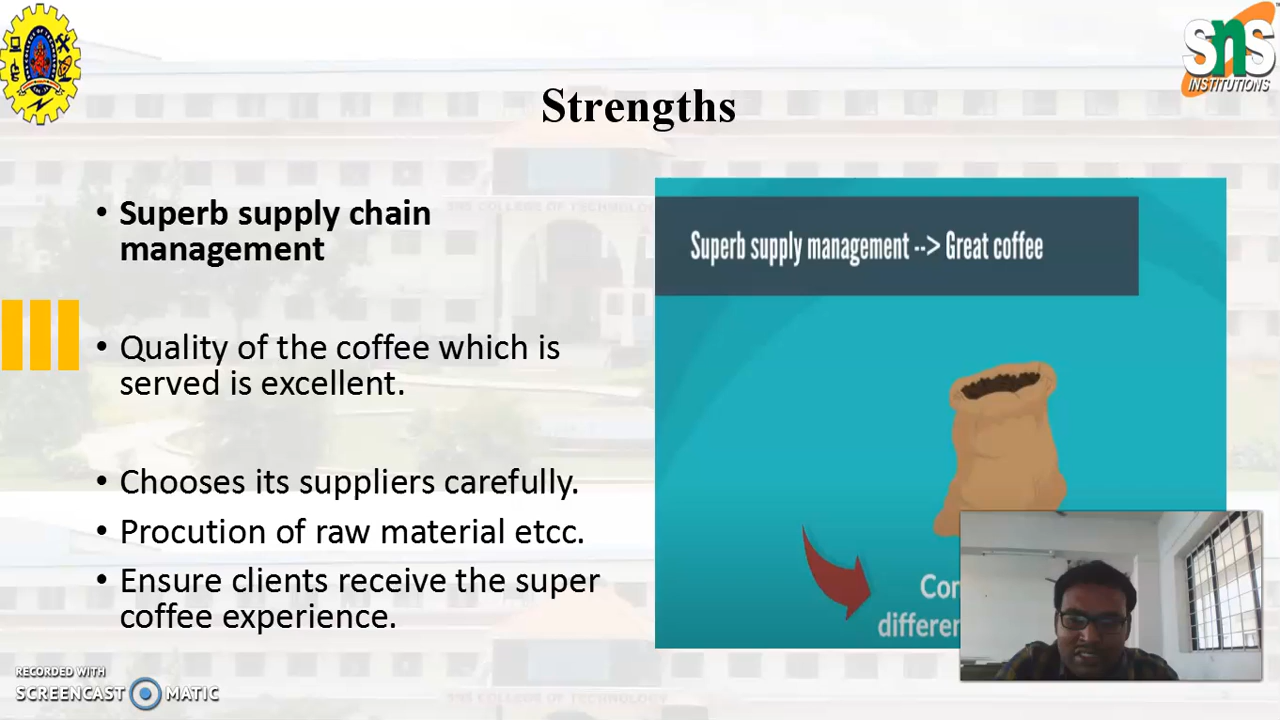 SNS
INSTITUTIONS
Strengths
• Superb supply chain
management
• Quality of the coffee which is
served is excellent.
• Chooses its suppliers carefully.
• Procution of raw material etcc.
• Ensure clients receive the super
coffee experience.
Superb supply management --> Great coffee
RECORDED WITH
SCREENCAST MATIC